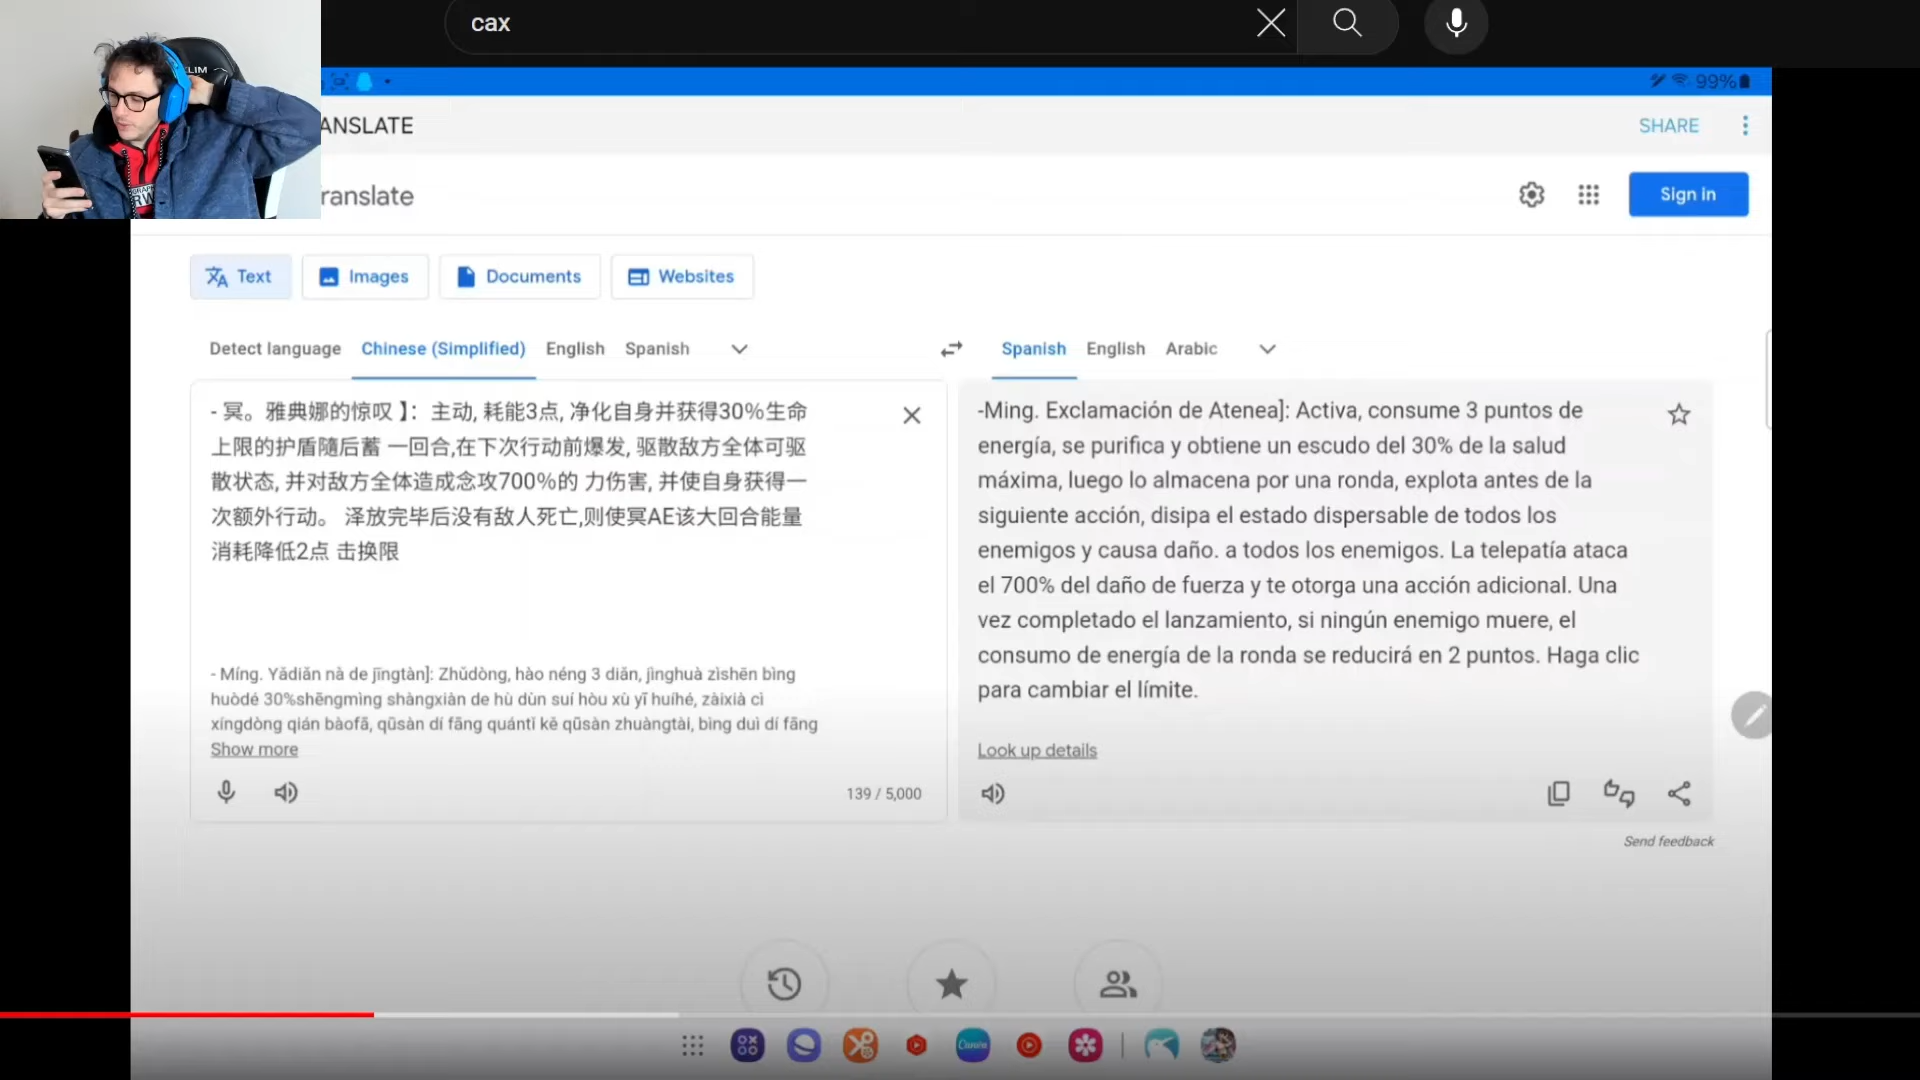 cax
LIM
99%
ANSLATE
SHARE
ranslate
Sign in
Text
Images
Documents
Websites
Detect language
Chinese (Simplified)
English
Spanish
Spanish
English
Arabic
- 冥。雅典娜的惊叹】：主动, 耗能3点, 净化自身并获得30%生命
上限的护盾隨后蓄 一回合,在下次行动前爆发, 驱散敌方全体可驱
散状态, 并对敌方全体造成念攻700%的 力伤害, 并使自身获得一
次额外行动。 泽放完毕后没有敌人死亡,则使冥AE该大回合能量
消耗降低2点 击换限
- Míng. Yǎdiǎn nà de jīngtàn]: Zhǔdòng, hào néng 3 diǎn, jìnghuà zìshēn bìng
huòdé 30%shēngmìng shàngxiàn de hù dùn suí hòu xù yī huíhé, zàixià cì
xíngdòng qián bàofā, qūsàn dí fāng quántǐ kě qūsàn zhuàngtài, bìng duì dí fāng
Show more
139 / 5,000
-Ming. Exclamación de Atenea]: Activa, consume 3 puntos de
energía, se purifica y obtiene un escudo del 30% de la salud
máxima, luego lo almacena por una ronda, explota antes de la
siguiente acción, disipa el estado dispersable de todos los
enemigos y causa daño. a todos los enemigos. La telepatía ataca
el 700% del daño de fuerza y te otorga una acción adicional. Una
vez completado el lanzamiento, si ningún enemigo muere, el
consumo de energía de la ronda se reducirá en 2 puntos. Haga clic
para cambiar el límite.
Look up details
Send feedback
Canva